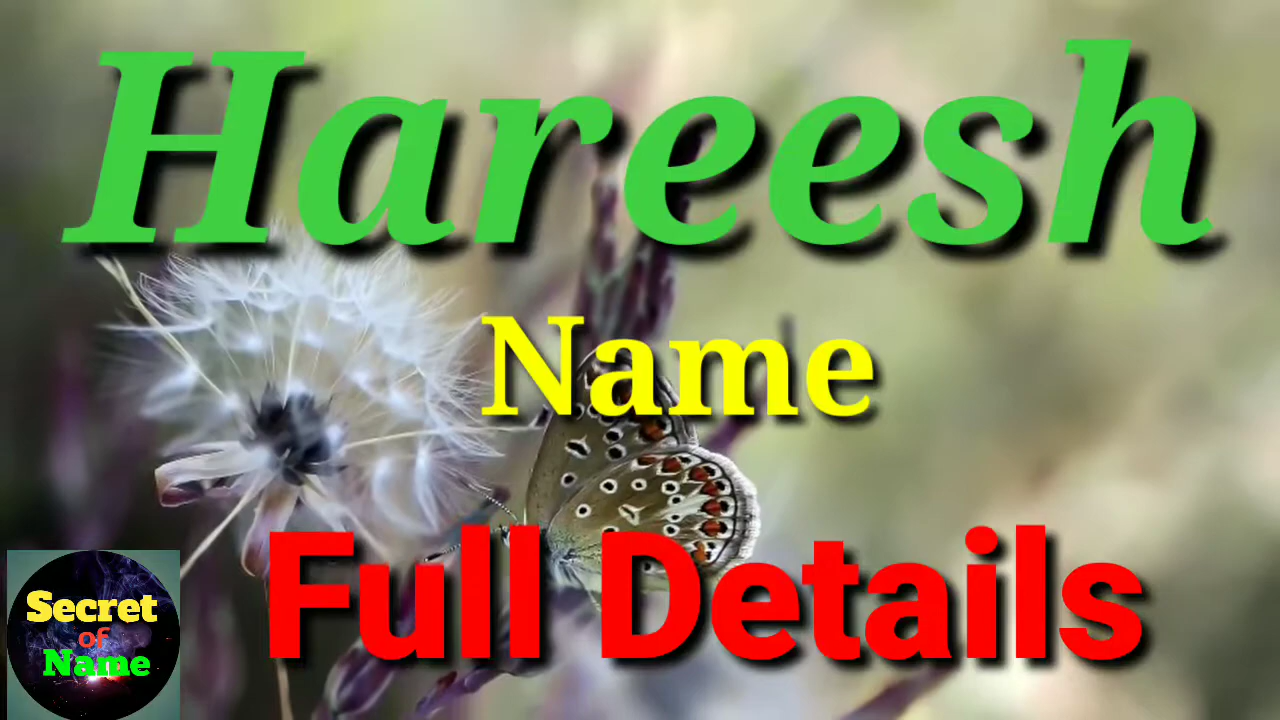 Hareesh
Name
Full Details
Secret
of
Name